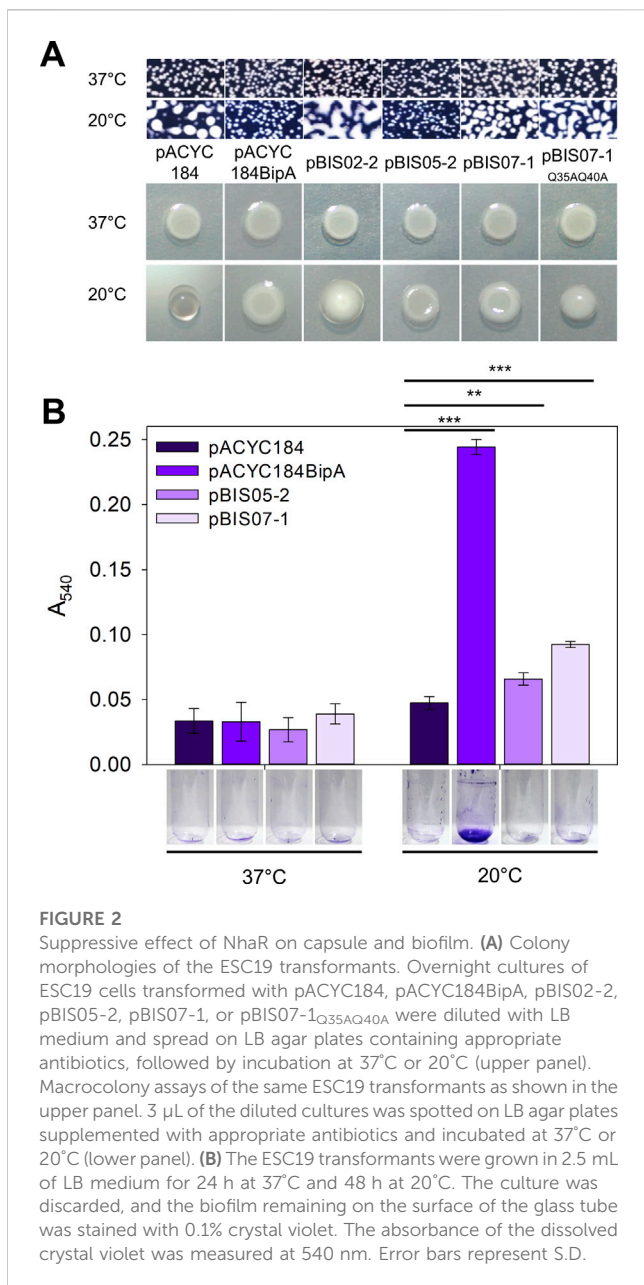 A
37°C
20°C
pACYC
184
pACYC
184BipA
pBIS02-2
pBIS05-2
pBIS07-1
pBIS07-1
Q35AQ40A
37°C
20°C
B
***
**
***
0.25
0.20
0.15
0.10
0.05
0.00
A540
pACYC184
pACYC184BipA
pBIS05-2
pBIS07-1
37°C
20°C
FIGURE 2
Suppressive effect of NhaR on capsule and biofilm. (A) Colony
morphologies of the ESC19 transformants. Overnight cultures of
ESC19 cells transformed with pACYC184, pACYC184BipA, pBIS02-2,
pBIS05-2, pBIS07-1, or pBIS07-1Q35AQ40A were diluted with LB
medium and spread on LB agar plates containing appropriate
antibiotics, followed by incubation at 37°C or 20°C (upper panel).
Macrocolony assays of the same ESC19 transformants as shown in the
upper panel. 3 μL of the diluted cultures was spotted on LB agar plates
supplemented with appropriate antibiotics and incubated at 37°C or
20°C (lower panel). (B) The ESC19 transformants were grown in 2.5 mL
of LB medium for 24 h at 37°C and 48 h at 20°C. The culture was
discarded, and the biofilm remaining on the surface of the glass tube
was stained with 0.1% crystal violet. The absorbance of the dissolved
crystal violet was measured at 540 nm. Error bars represent S.D.